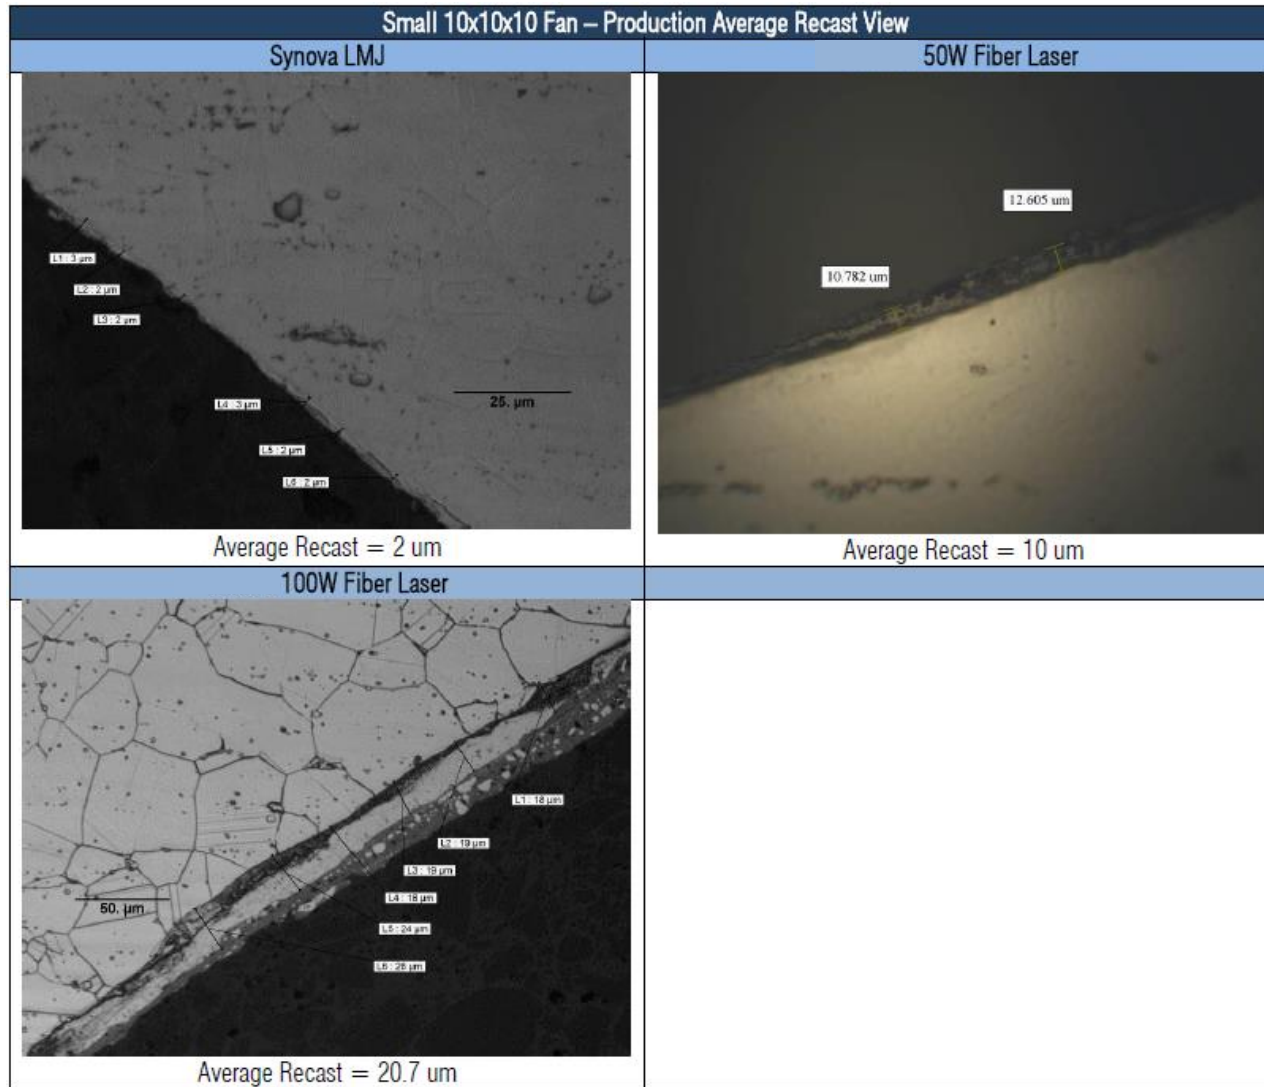 Small 10x10x10 Fan – Production Average Recast View
Synova LMJ
50W Fiber Laser
L1 : 3 µm
L2 : 2 µm
L3 : 2 µm
L4 : 3 µm
L5 : 2 µm
L6 : 2 µm
25. µm
12.605 um
10.782 um
Average Recast = 2 um
Average Recast = 10 um
100W Fiber Laser
L1 : 18 µm
L2 : 19 µm
L3 : 19 µm
L4 : 18 µm
L5 : 24 µm
L6 : 26 µm
50. µm
Average Recast = 20.7 um